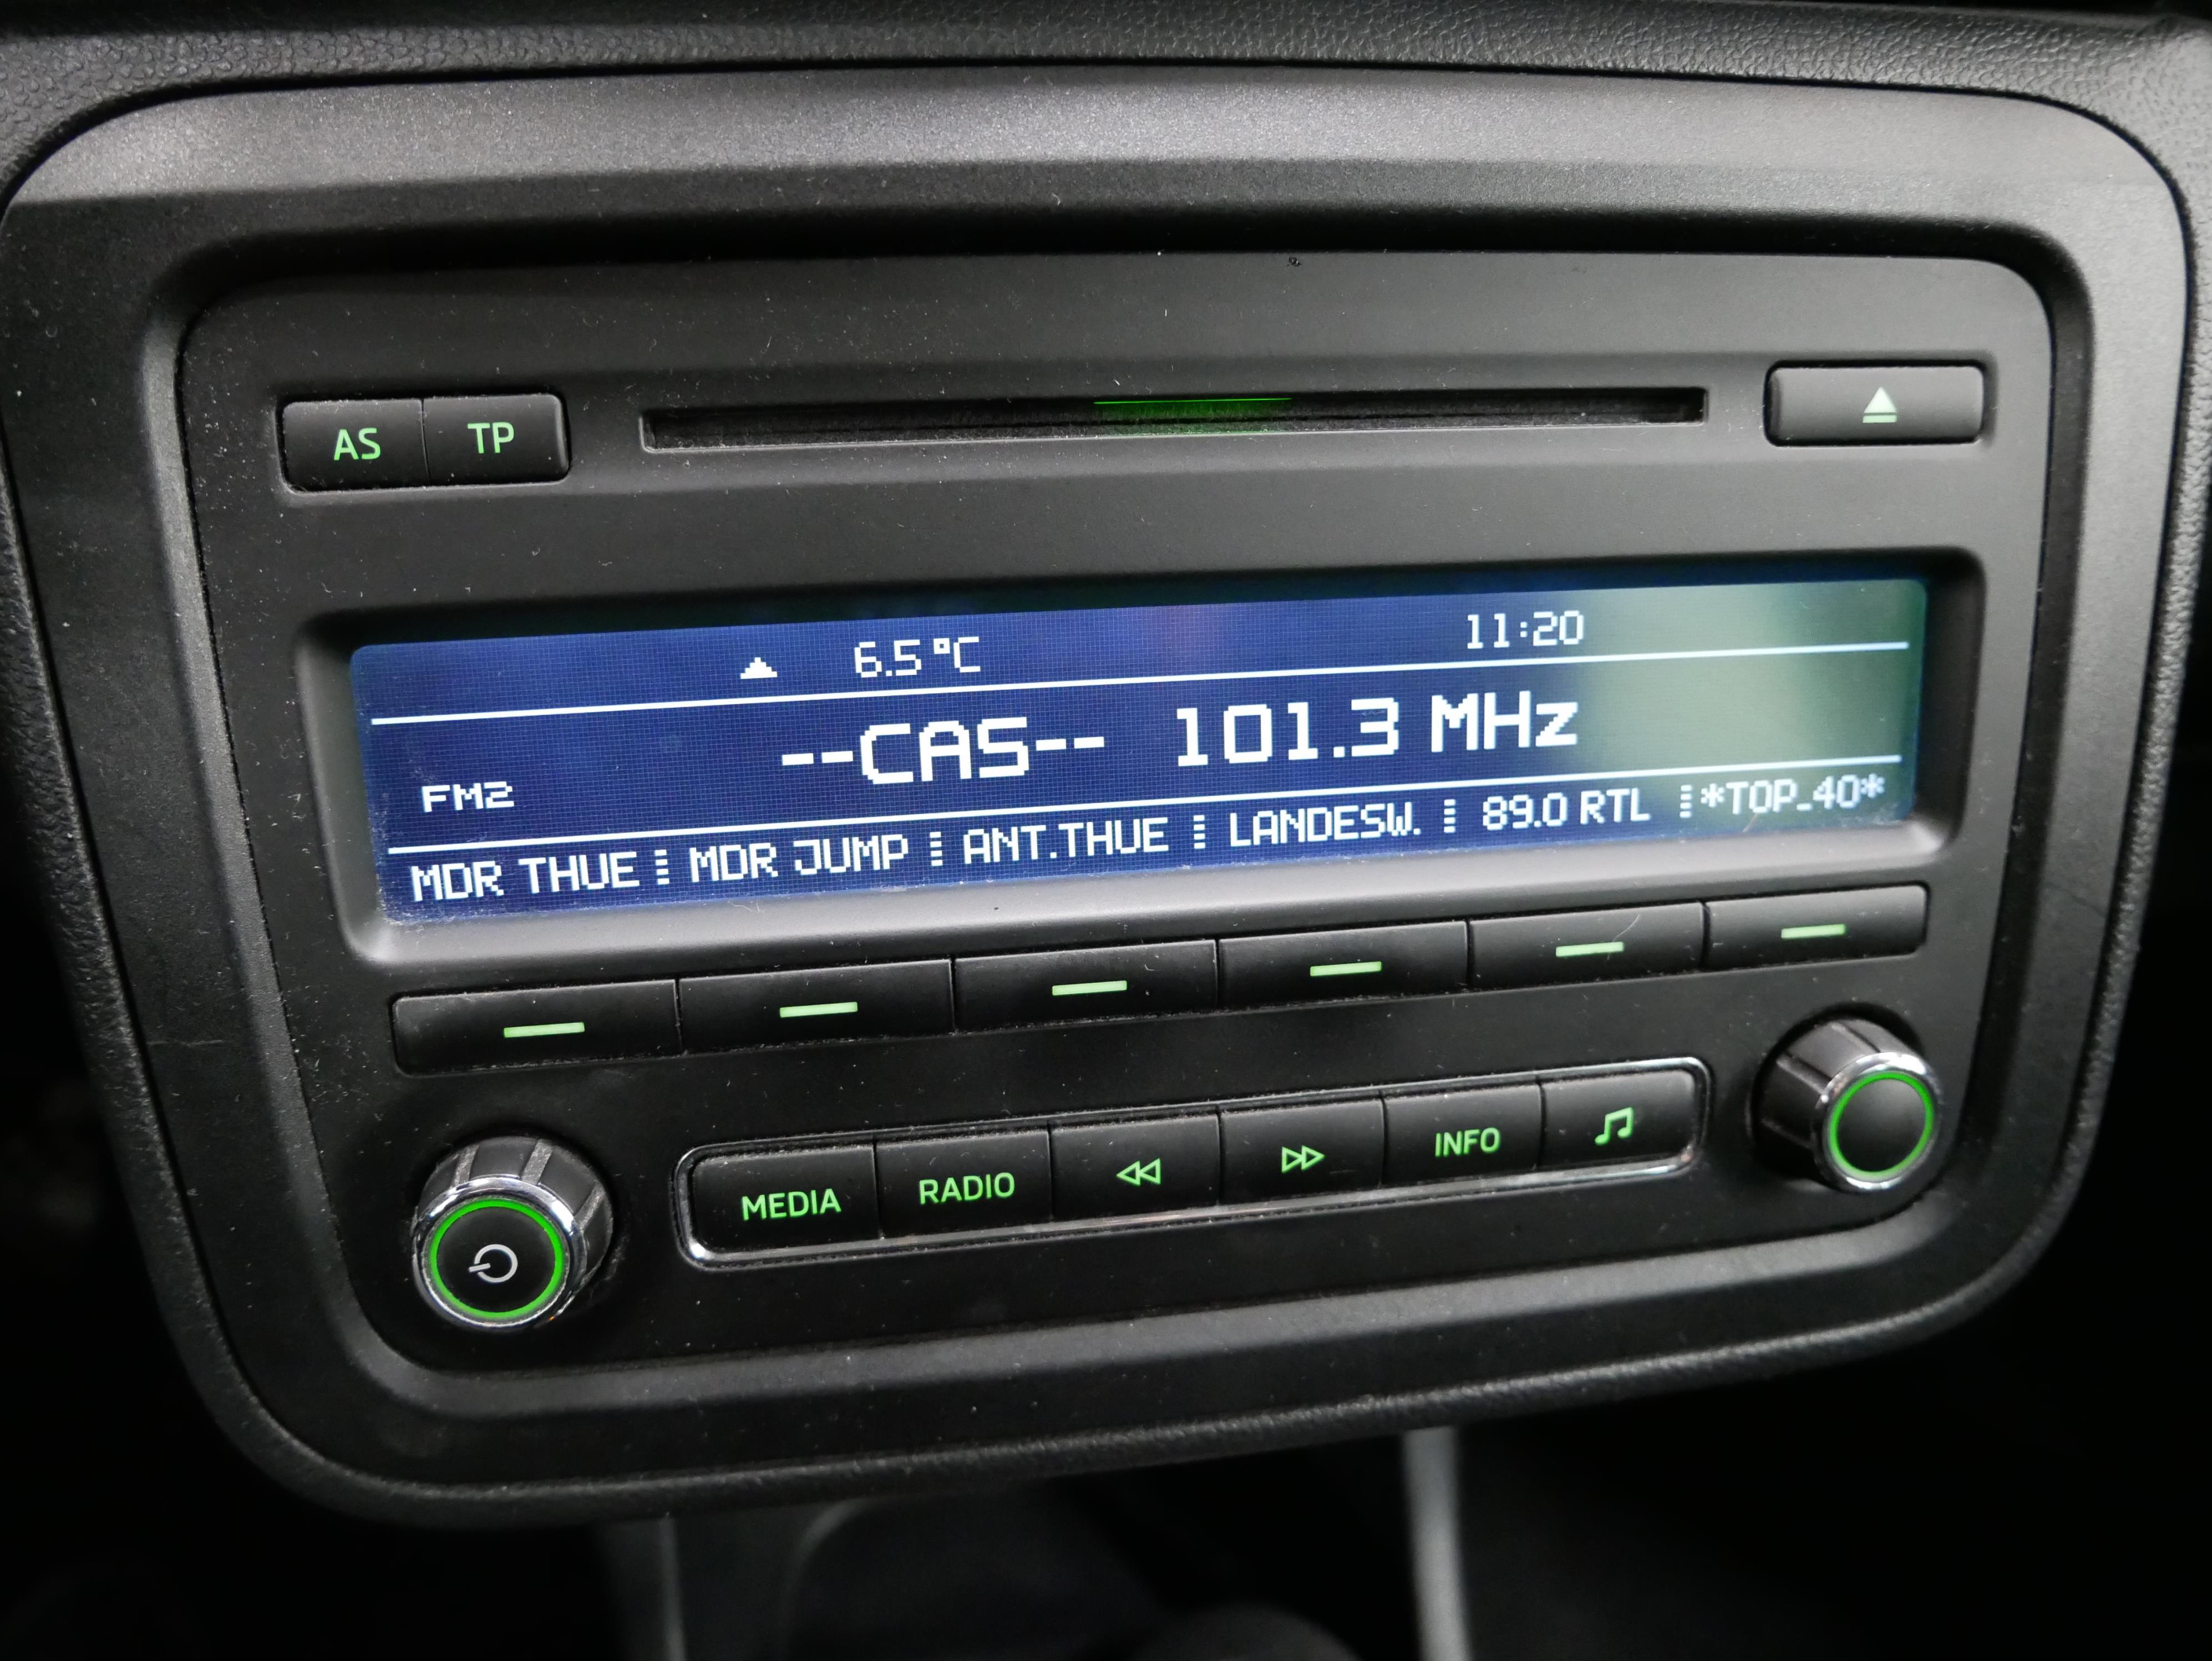 AS TP
6.5°C 11:20
FM2 --CAS-- 101.3 MHz
MDR THUE MDR JUMP ANT.THUE LANDESW. 89.0 RTL *TOP_40*
MEDIA RADIO INFO